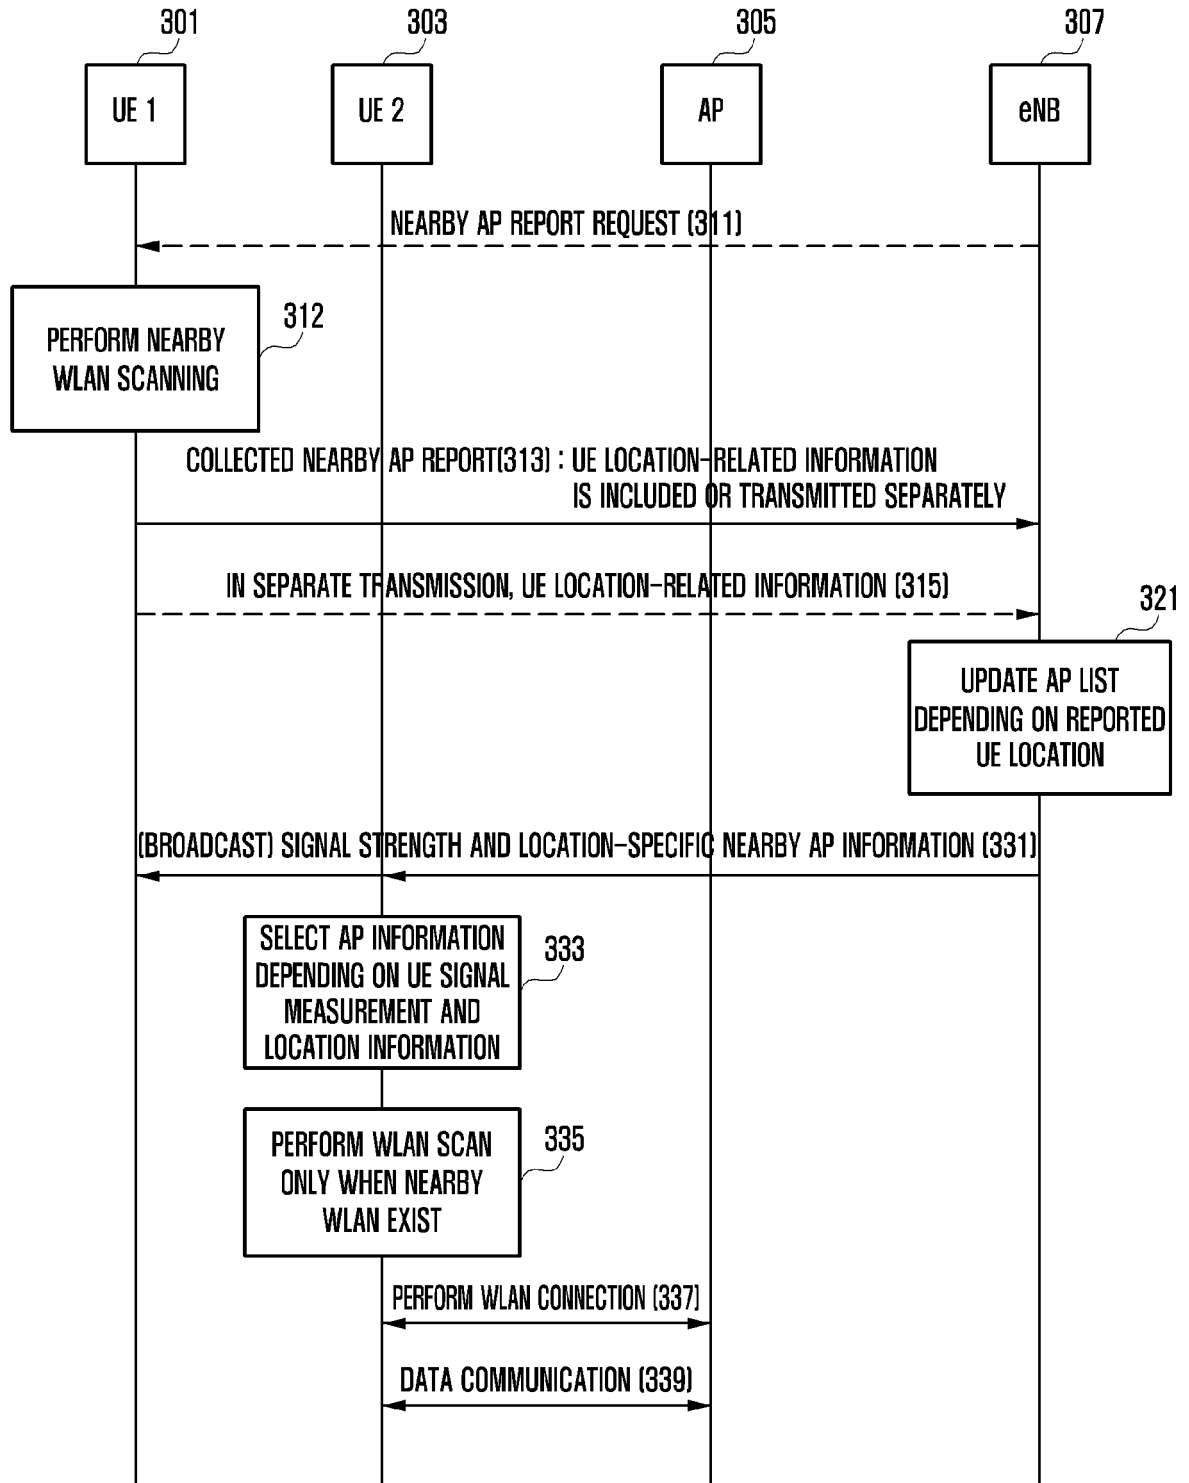 301
303
305
307
UE 1
UE 2
AP
eNB
NEARBY AP REPORT REQUEST (311)
PERFORM NEARBY
WLAN SCANNING
312
COLLECTED NEARBY AP REPORT(313) : UE LOCATION-RELATED INFORMATION
IS INCLUDED OR TRANSMITTED SEPARATELY
IN SEPARATE TRANSMISSION, UE LOCATION-RELATED INFORMATION (315)
321
UPDATE AP LIST
DEPENDING ON REPORTED
UE LOCATION
(BROADCAST) SIGNAL STRENGTH AND LOCATION-SPECIFIC NEARBY AP INFORMATION (331)
SELECT AP INFORMATION
DEPENDING ON UE SIGNAL
MEASUREMENT AND
LOCATION INFORMATION
333
PERFORM WLAN SCAN
ONLY WHEN NEARBY
WLAN EXIST
335
PERFORM WLAN CONNECTION (337)
DATA COMMUNICATION (339)